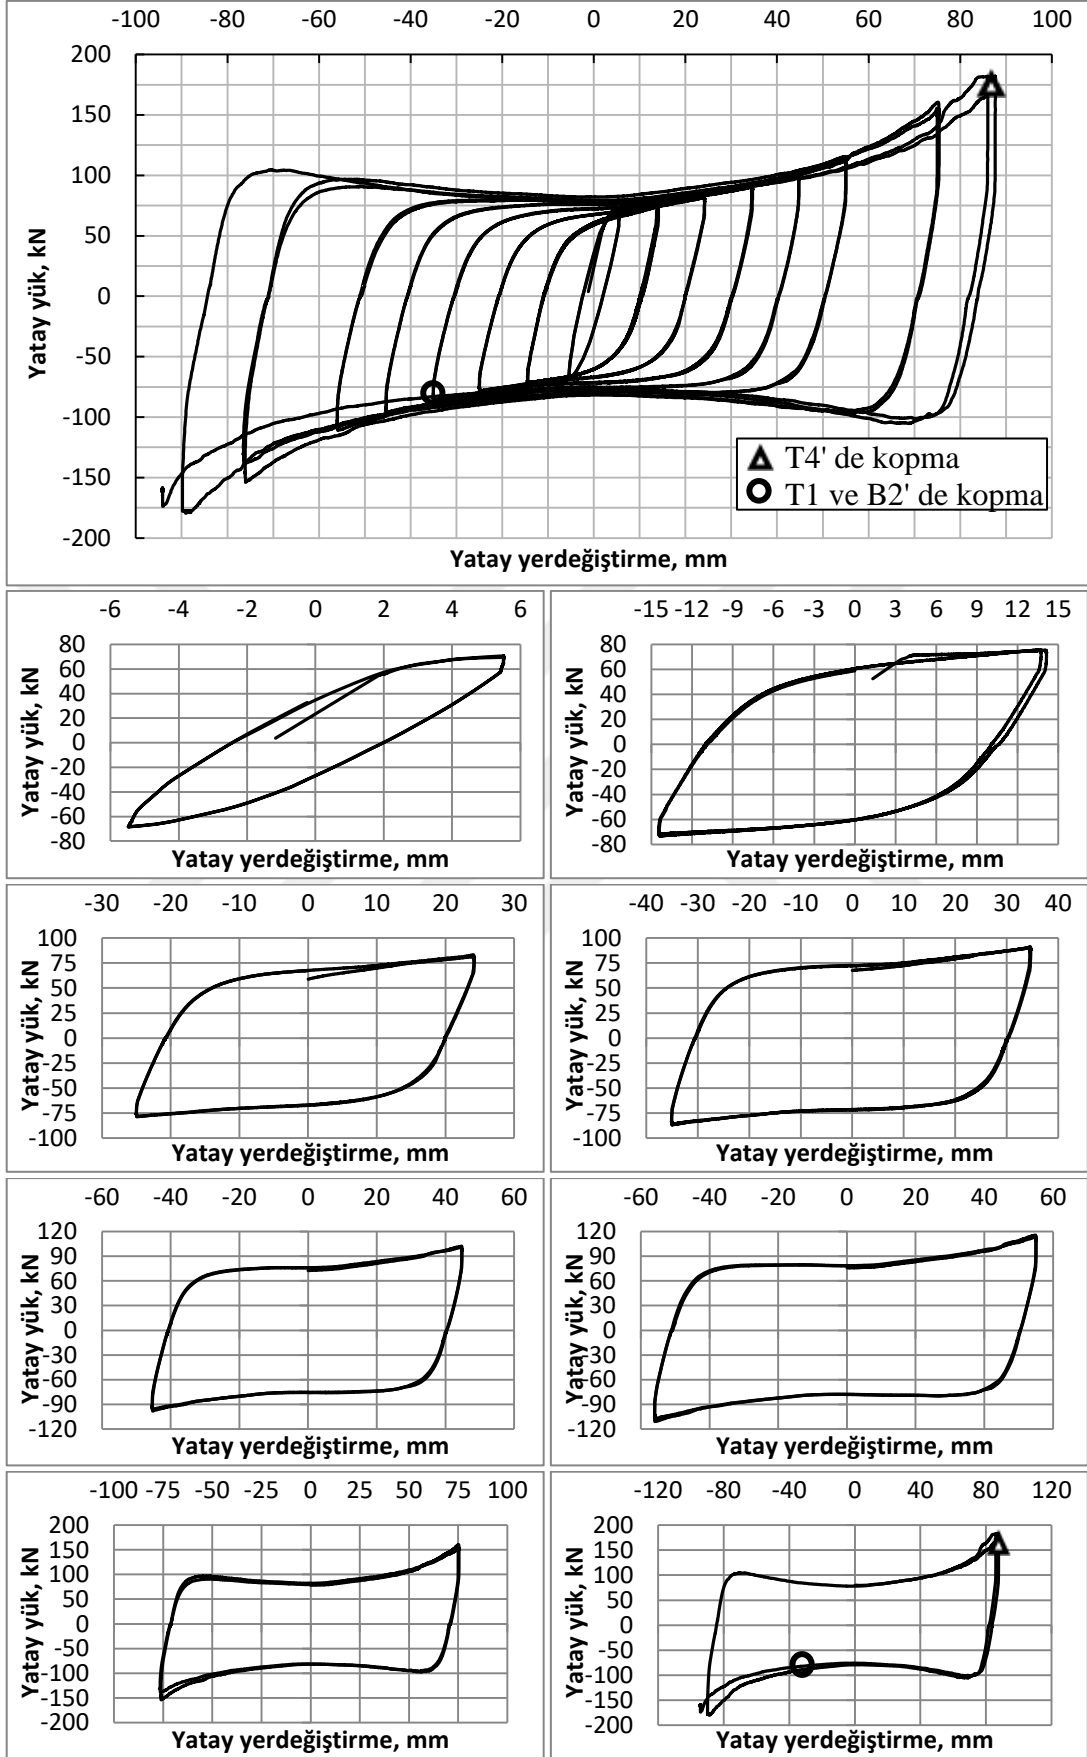 -100 -80 -60 -40 -20 0 20 40 60 80 100
200
150
100
50
0
-50
-100
-150
-200
Yatay yük, kN
T4' de kopma
T1 ve B2' de kopma
Yatay yerdeğiştirme, mm
-6 -4 -2 0 2 4 6
80
60
40
20
0
-20
-40
-60
-80
Yatay yük, kN
Yatay yerdeğiştirme, mm
-15 -12 -9 -6 -3 0 3 6 9 12 15
80
60
40
20
0
-20
-40
-60
-80
Yatay yük, kN
Yatay yerdeğiştirme, mm
-30 -20 -10 0 10 20 30
100
75
50
25
0
-25
-50
-75
-100
Yatay yük, kN
Yatay yerdeğiştirme, mm
-40 -30 -20 -10 0 10 20 30 40
100
75
50
25
0
-25
-50
-75
-100
Yatay yük, kN
Yatay yerdeğiştirme, mm
-60 -40 -20 0 20 40 60
120
90
60
30
0
-30
-60
-90
-120
Yatay yük, kN
Yatay yerdeğiştirme, mm
-60 -40 -20 0 20 40 60
120
90
60
30
0
-30
-60
-90
-120
Yatay yük, kN
Yatay yerdeğiştirme, mm
-100 -75 -50 -25 0 25 50 75 100
200
150
100
50
0
-50
-100
-150
-200
Yatay yük, kN
Yatay yerdeğiştirme, mm
-120 -80 -40 0 40 80 120
200
150
100
50
0
-50
-100
-150
-200
Yatay yük, kN
Yatay yerdeğiştirme, mm